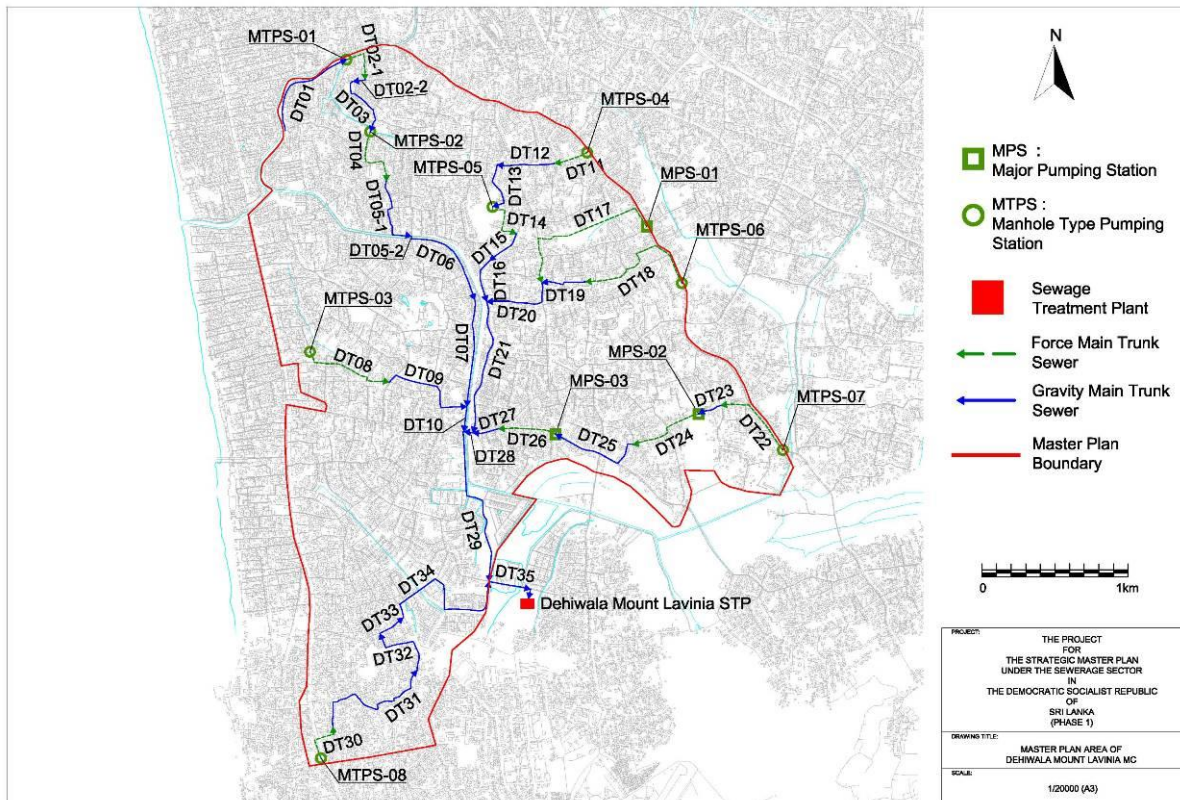 MTPS-01
DT02-1
DT02-2
DT01
DT03
MTPS-02
DT04
MTPS-04
MTPS-05
DT12
DT11
DT13
MPS-01
DT14
DT17
DT05-1
DT15
MTPS-06
DT05-2
DT06
DT16
DT19
DT18
DT20
MTPS-03
DT07
DT21
DT08
DT09
MPS-02
MPS-03
DT23
MTPS-07
DT10
DT27
DT26
DT25
DT24
DT22
DT28
DT29
DT35
Dehiwala Mount Lavinia STP
DT34
DT33
DT32
DT31
DT30
MTPS-08
N
MPS :
Major Pumping Station
MTPS :
Manhole Type Pumping
Station
Sewage
Treatment Plant
Force Main Trunk
Sewer
Gravity Main Trunk
Sewer
Master Plan
Boundary
0 1km
PROJECT:
THE PROJECT
FOR
THE STRATEGIC MASTER PLAN
UNDER THE SEWERAGE SECTOR
IN
THE DEMOCRATIC SOCIALIST REPUBLIC
OF
SRI LANKA
(PHASE 1)
DRAWING TITLE:
MASTER PLAN AREA OF
DEHIWALA MOUNT LAVINIA MC
SCALE:
1/20000 (A3)